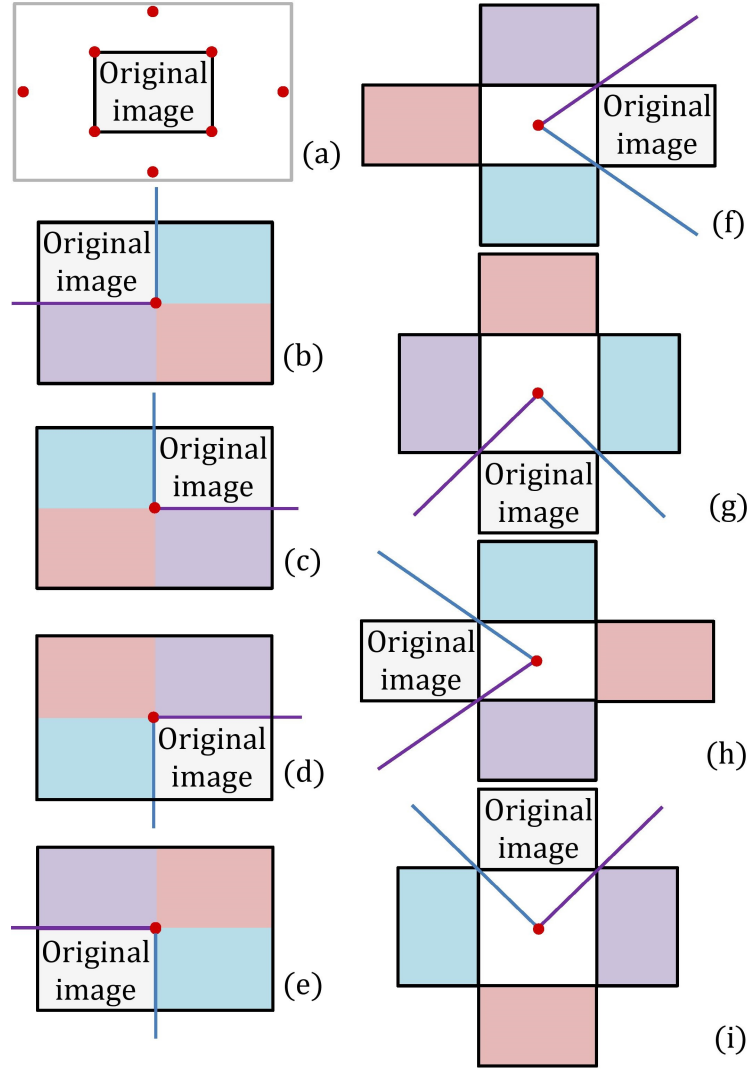 Original
image
(a)
Original
image
(b)
Original
image
(c)
Original
image
(d)
Original
image
(e)
Original
image
(f)
Original
image
(g)
Original
image
(h)
Original
image
(i)